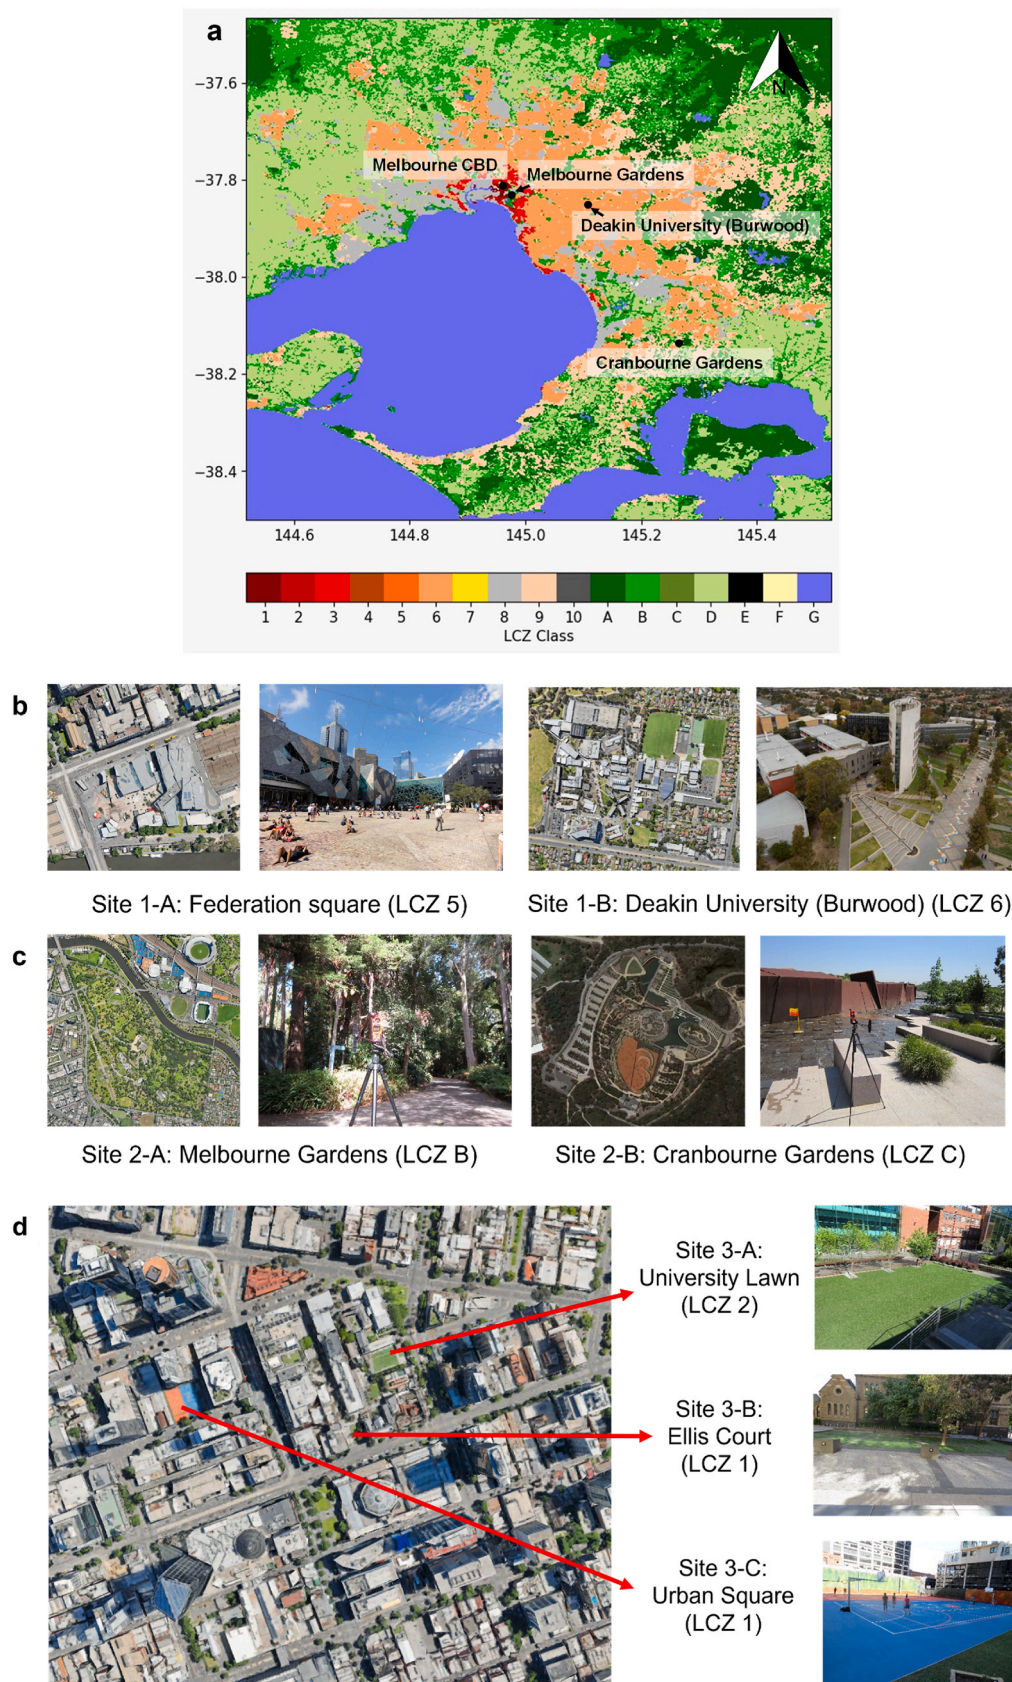 a
N
−37.6
−37.8
−38.0
−38.2
−38.4
Melbourne CBD
Melbourne Gardens
Deakin University (Burwood)
Cranbourne Gardens
144.6 144.8 145.0 145.2 145.4
1 2 3 4 5 6 7 8 9 10 A B C D E F G
LCZ Class
b
Site 1-A: Federation square (LCZ 5)
Site 1-B: Deakin University (Burwood) (LCZ 6)
c
Site 2-A: Melbourne Gardens (LCZ B)
Site 2-B: Cranbourne Gardens (LCZ C)
d
Site 3-A:
University Lawn
(LCZ 2)
Site 3-B:
Ellis Court
(LCZ 1)
Site 3-C:
Urban Square
(LCZ 1)